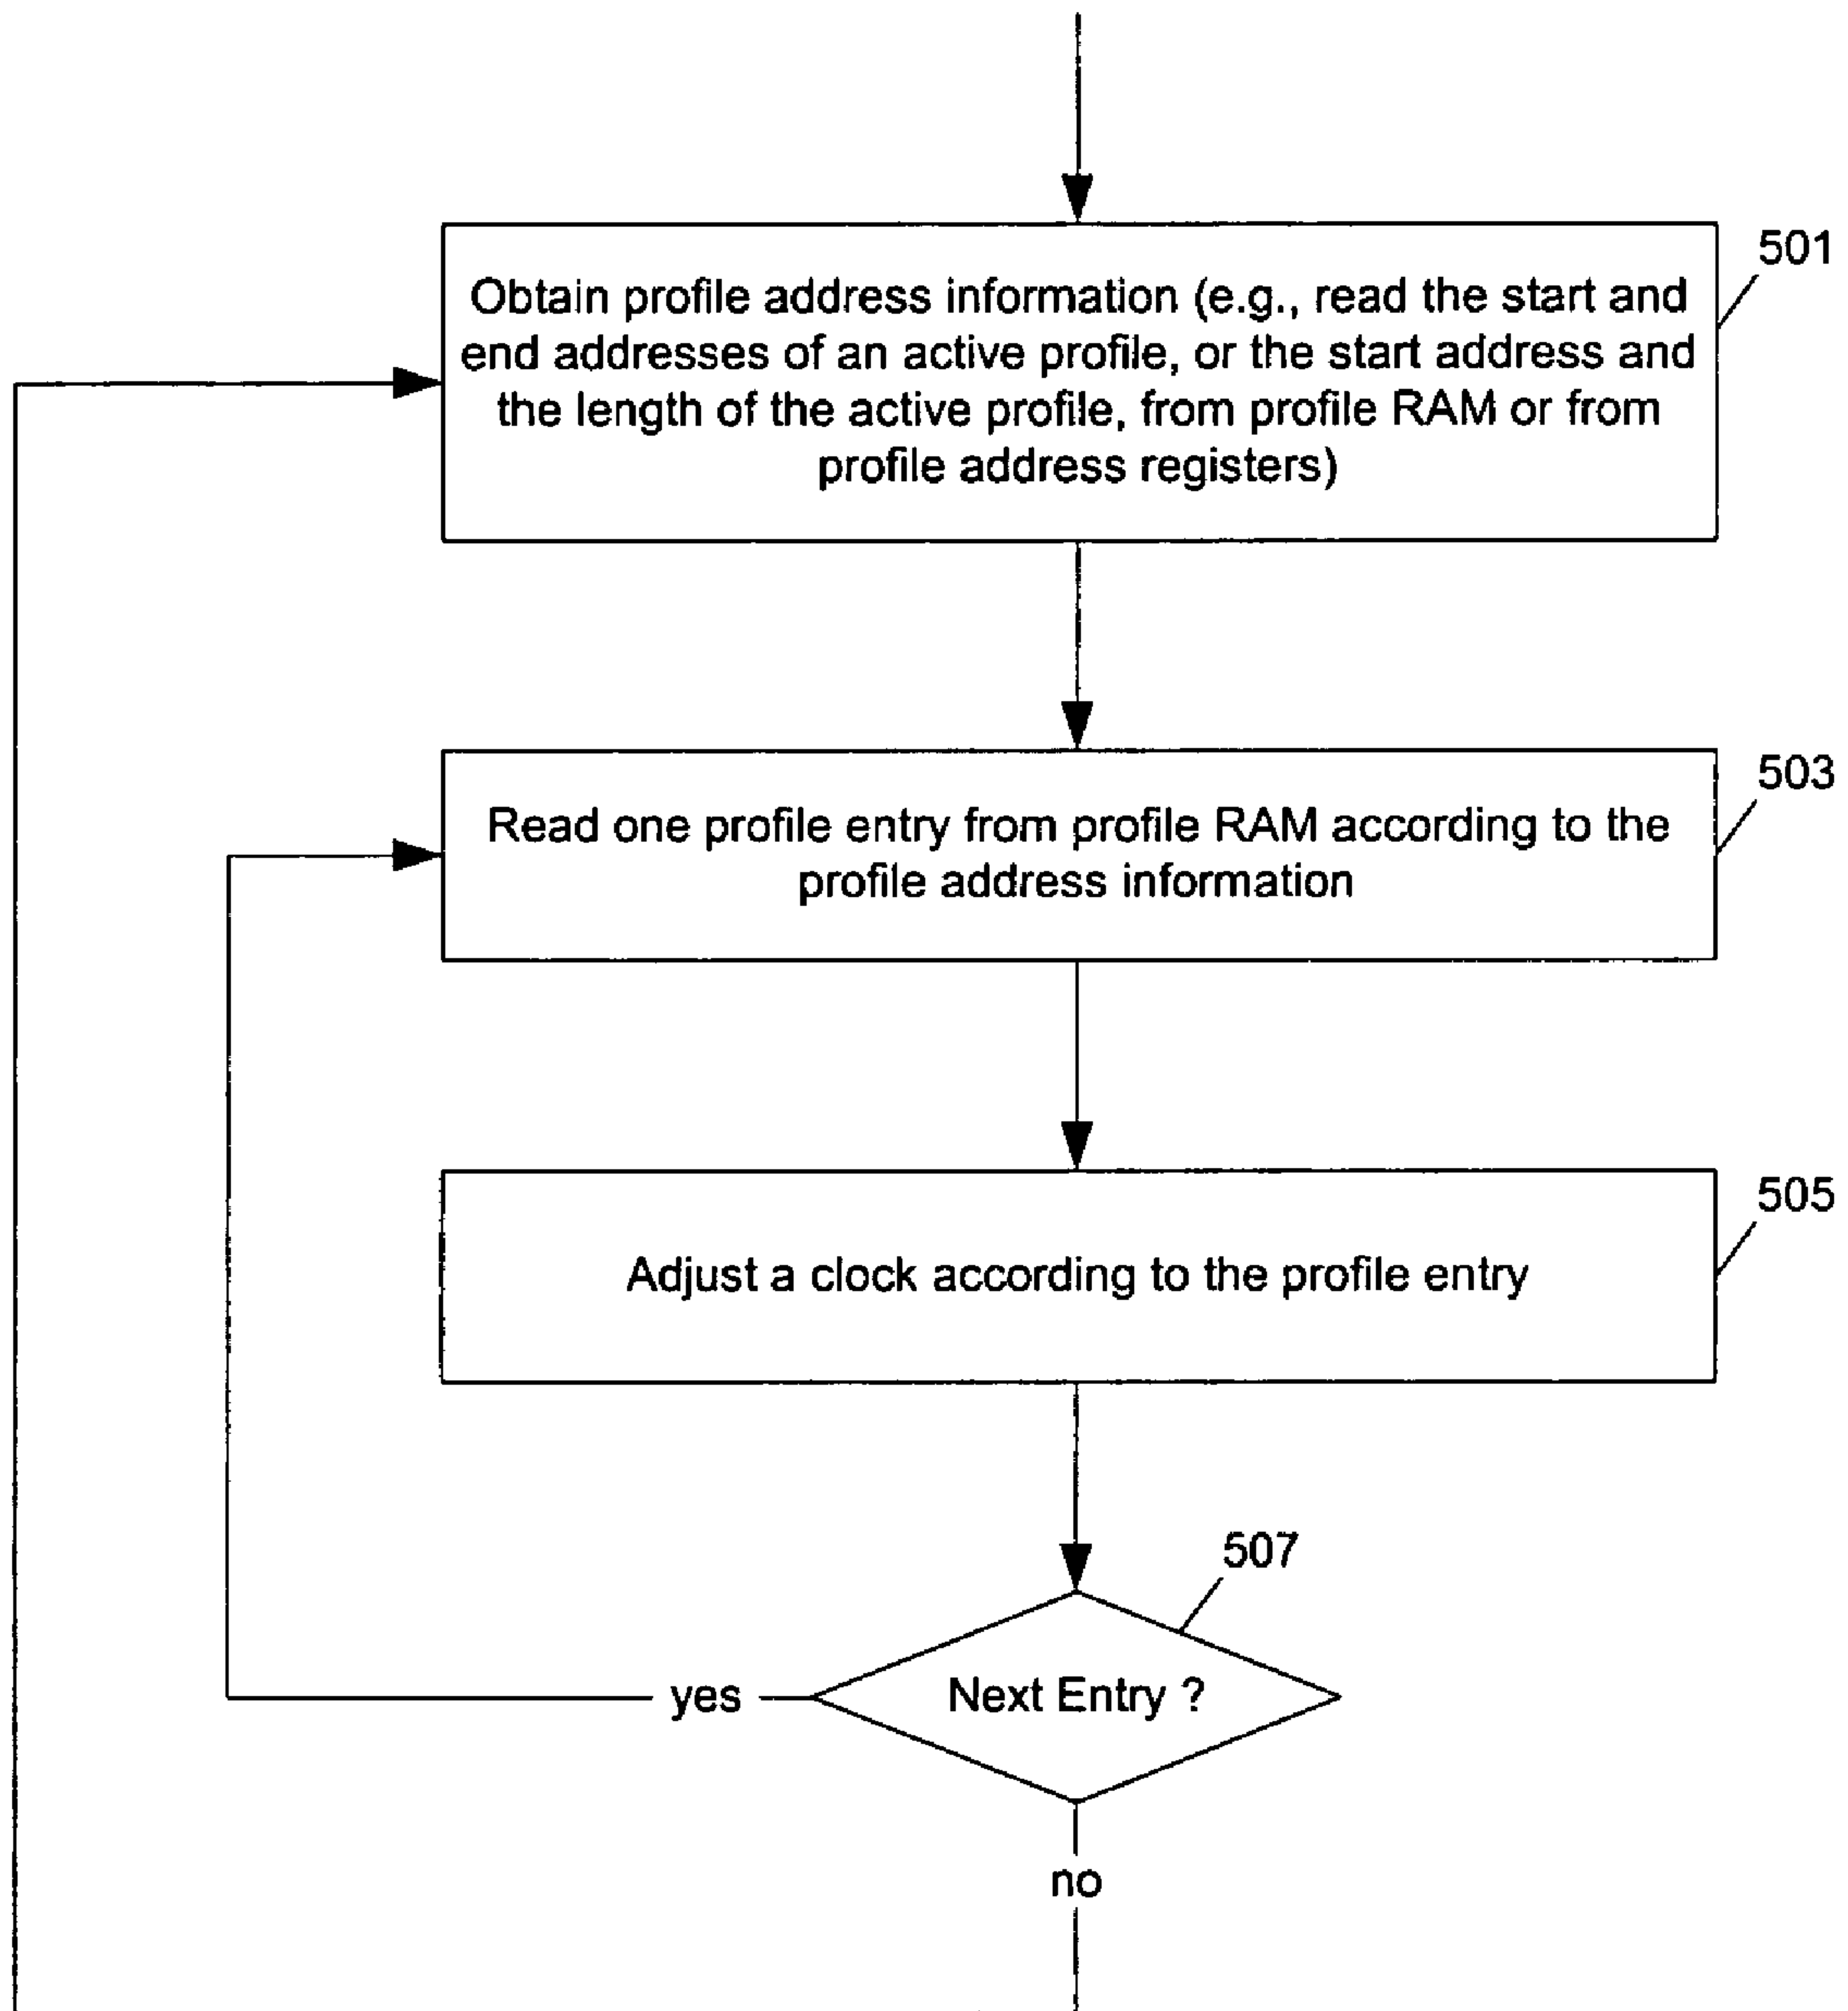 501
Obtain profile address information (e.g., read the start and
end addresses of an active profile, or the start address and
the length of the active profile, from profile RAM or from
profile address registers)
503
Read one profile entry from profile RAM according to the
profile address information
505
Adjust a clock according to the profile entry
507
Next Entry ?
yes
no